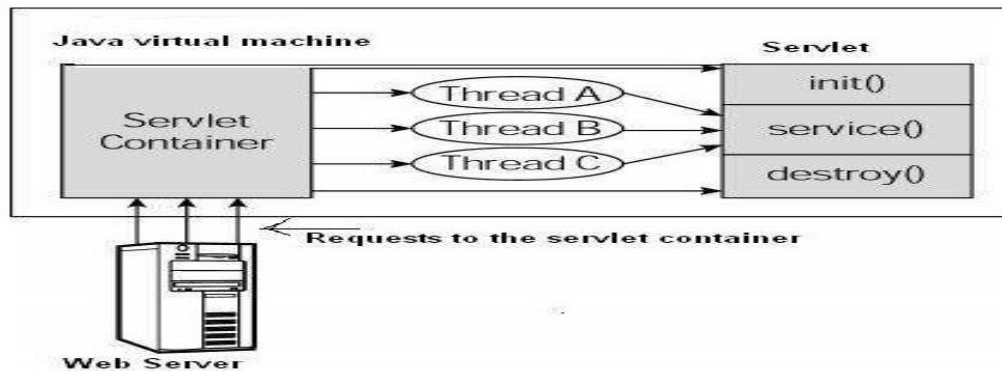 Java virtual machine
Servlet
Servlet
Container
Thread A
Thread B
Thread C
init()
service()
destroy()
Requests to the servlet container
Web Server